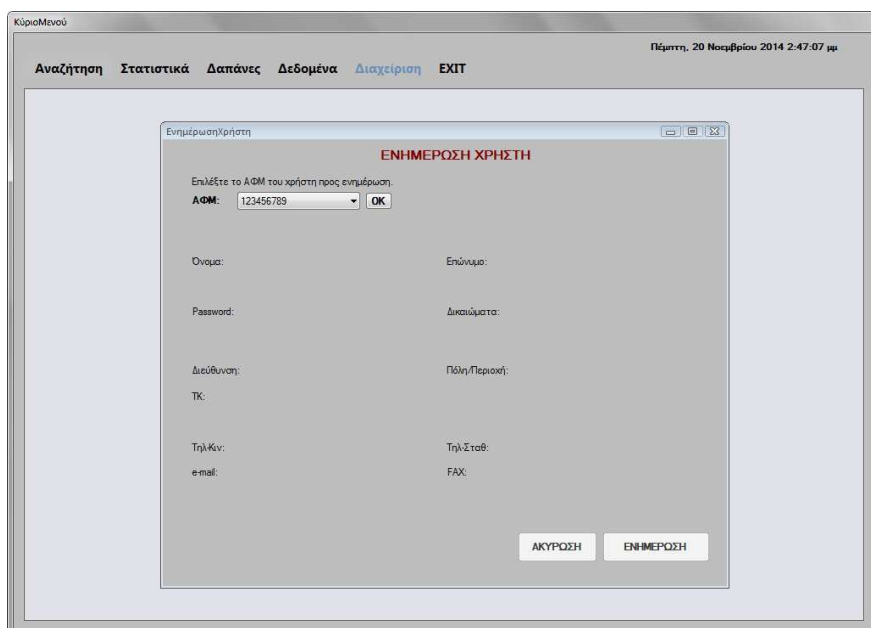 ΚύριοΜενού
Πέμπτη, 20 Νοεμβρίου 2014 2:47:07 μμ
Αναζήτηση Στατιστικά Δαπάνες Δεδομένα Διαχείριση EXIT
ΕνημέρωσηΧρήστη
ΕΝΗΜΕΡΩΣΗ ΧΡΗΣΤΗ
Επιλέξτε το ΑΦΜ του χρήστη προς ενημέρωση.
ΑΦΜ: 123456789 OK
Όνομα: Επώνυμο:
Password: Δικαιώματα:
Διεύθυνση: Πόλη/Περιοχή:
ΤΚ:
Τηλ-Κιν: Τηλ-Σταθ:
e-mail: FAX:
ΑΚΥΡΩΣΗ ΕΝΗΜΕΡΩΣΗ